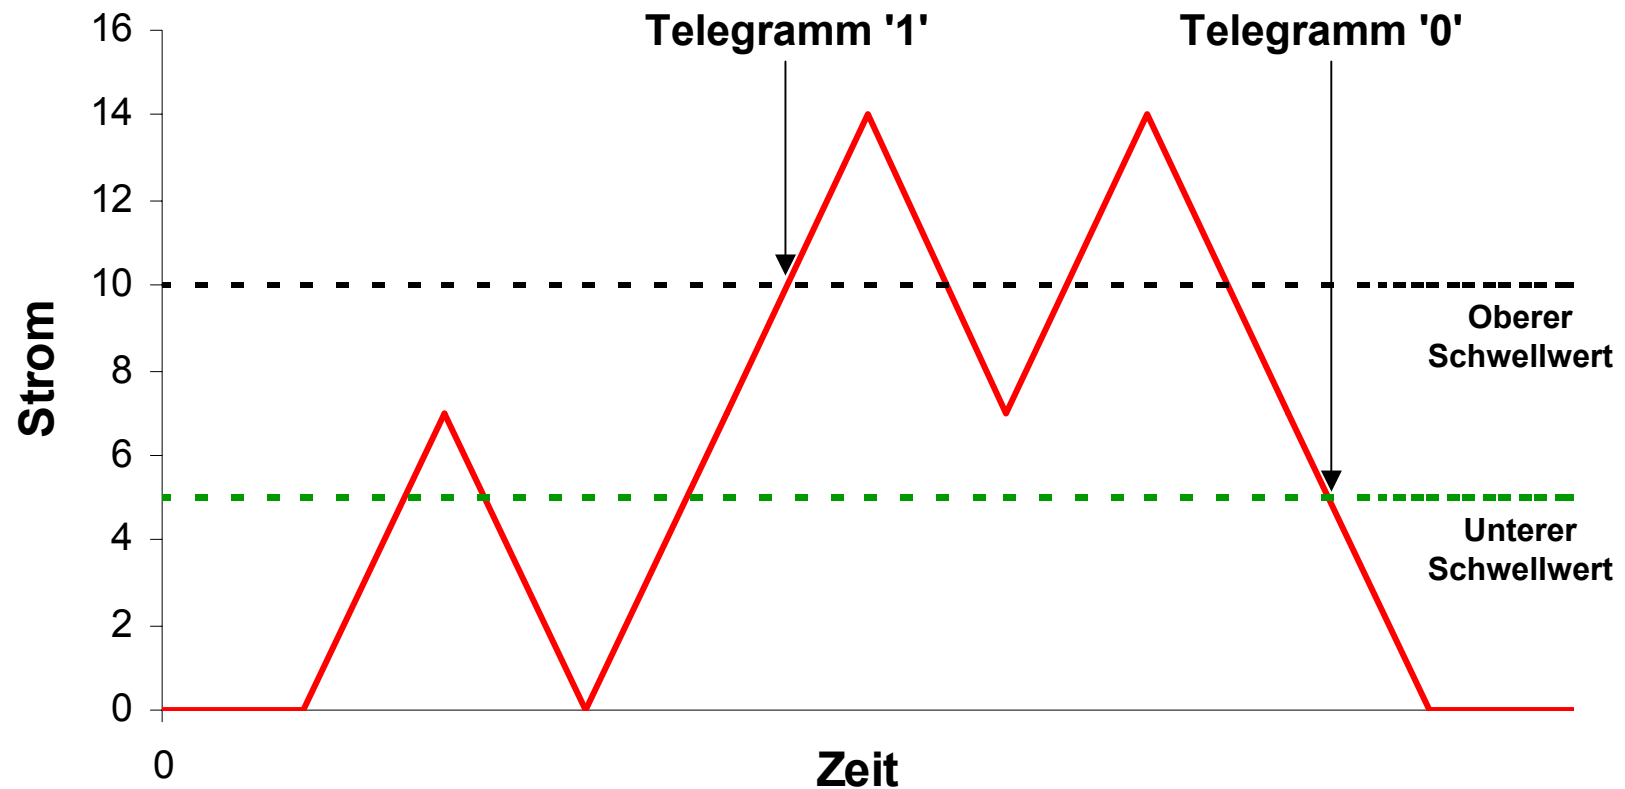 Telegramm '1'
Telegramm '0'
16
14
12
10
8
6
4
2
0
Strom
Oberer
Schwellwert
Unterer
Schwellwert
0
Zeit